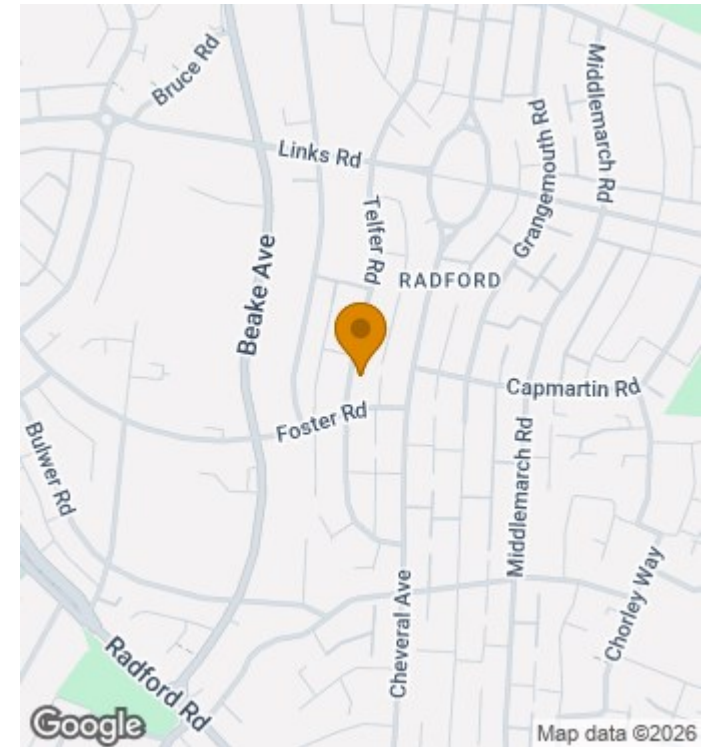 Bruce Rd
Middlemarch Rd
Links Rd
Grangemouth Rd
Telfer Rd
RADFORD
Beake Ave
Capmartin Rd
Foster Rd
Bulwer Rd
Middlemarch Rd
Chorley Way
Cheveral Ave
Radford Rd
Google
Map data ©2026